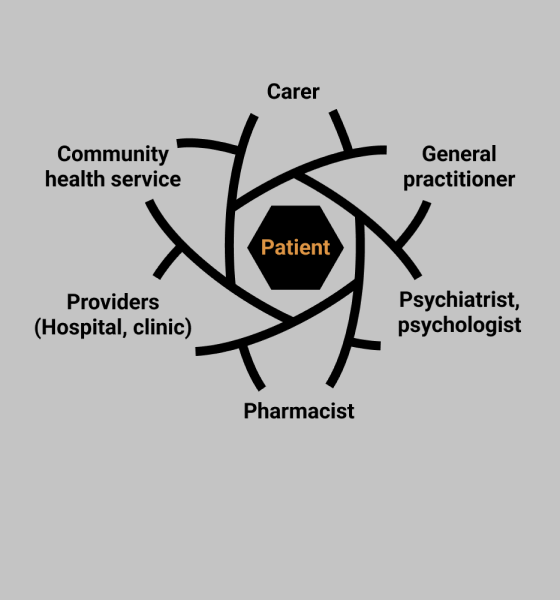 Carer
Community
health service
General
practitioner
Patient
Providers
(Hospital, clinic)
Psychiatrist,
psychologist
Pharmacist